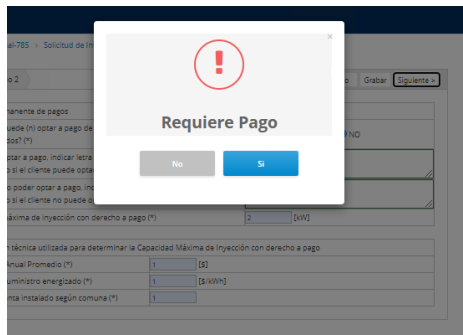 al-785 > Solicitud de In
×
o 2
o Grabar Siguiente >
Requiere Pago
manente de pagos
uede (n) optar a pago de
dos? (*)
NO
optar a pago, indicar letra
o si el cliente puede opta
o poder optar a pago, in
o si el cliente no puede o
No Si
áxima de inyección con derecho a pago (*) 2 [kW]
n técnica utilizada para determinar la Capacidad Máxima de Inyección con derecho a pago
Anual Promedio (*) 1 [$]
uministro energizado (*) 1 [$/kWh]
enta instalado según comuna (*) 1